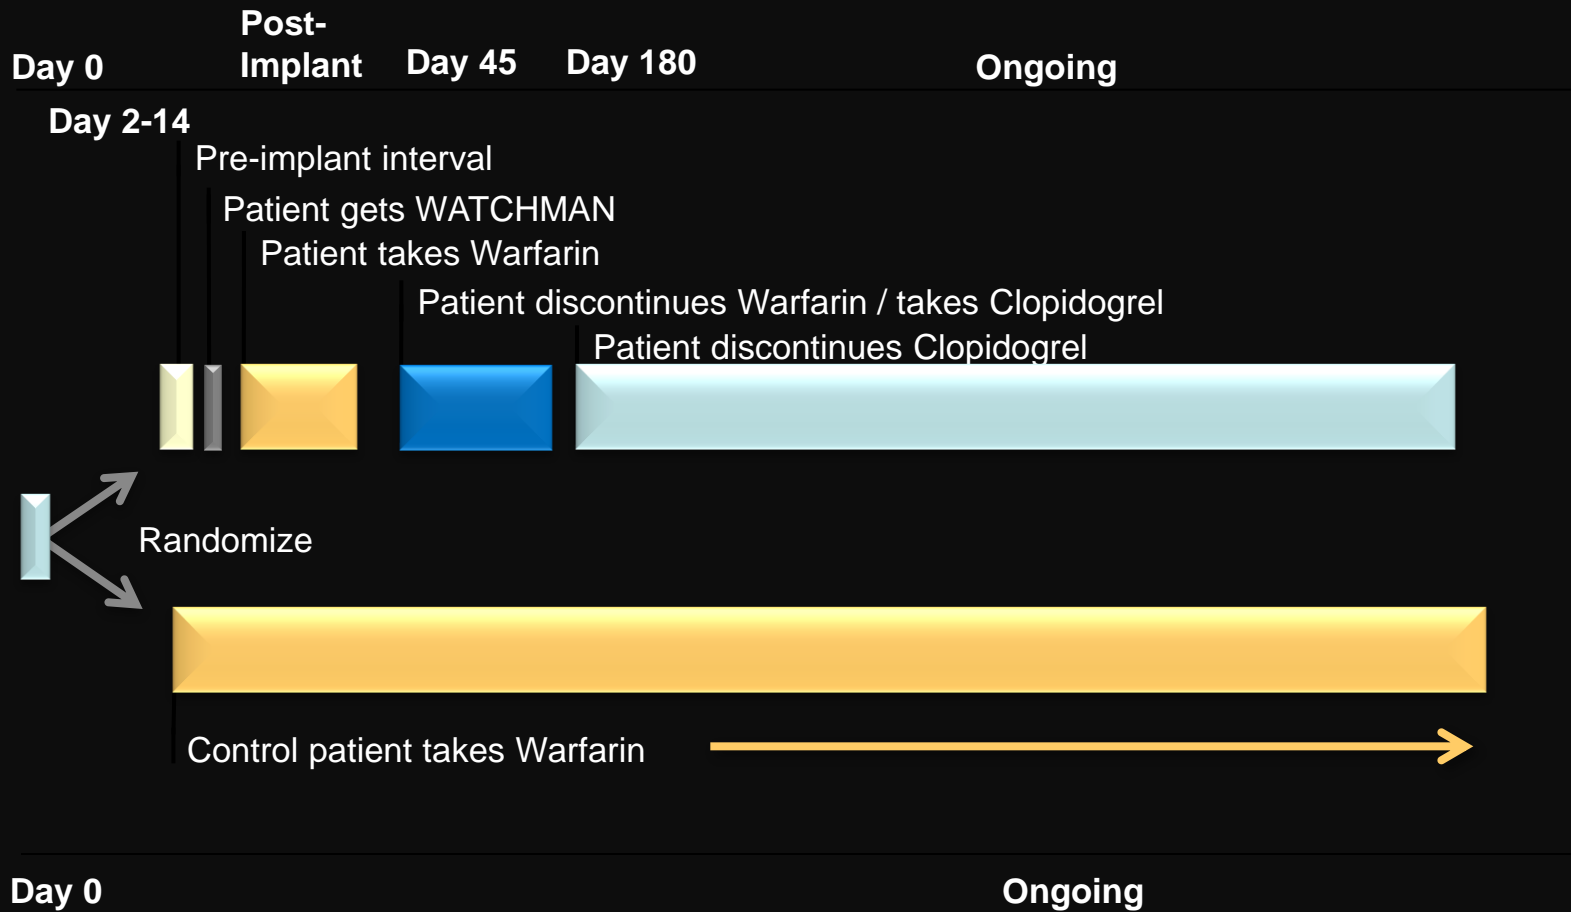 Post-
Day 0 Implant Day 45 Day 180 Ongoing
Day 2-14
Pre-implant interval
Patient gets WATCHMAN
Patient takes Warfarin
Patient discontinues Warfarin / takes Clopidogrel
Patient discontinues Clopidogrel
Randomize
Control patient takes Warfarin
Day 0 Ongoing